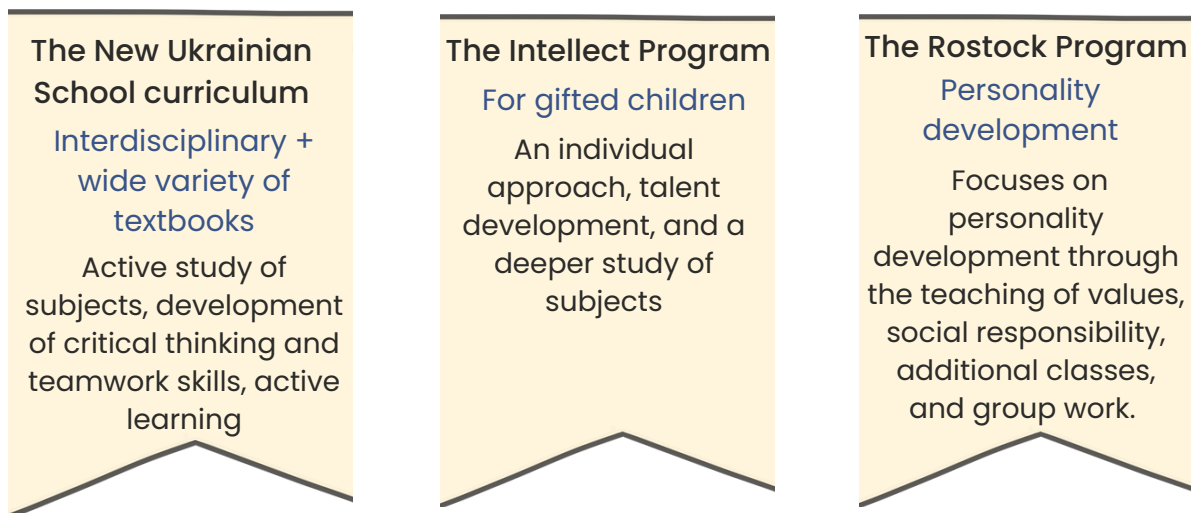 The New Ukrainian
School curriculum
Interdisciplinary +
wide variety of
textbooks
Active study of
subjects, development
of critical thinking and
teamwork skills, active
learning
The Intellect Program
For gifted children
An individual
approach, talent
development, and a
deeper study of
subjects
The Rostock Program
Personality
development
Focuses on
personality
development through
the teaching of values,
social responsibility,
additional classes,
and group work.